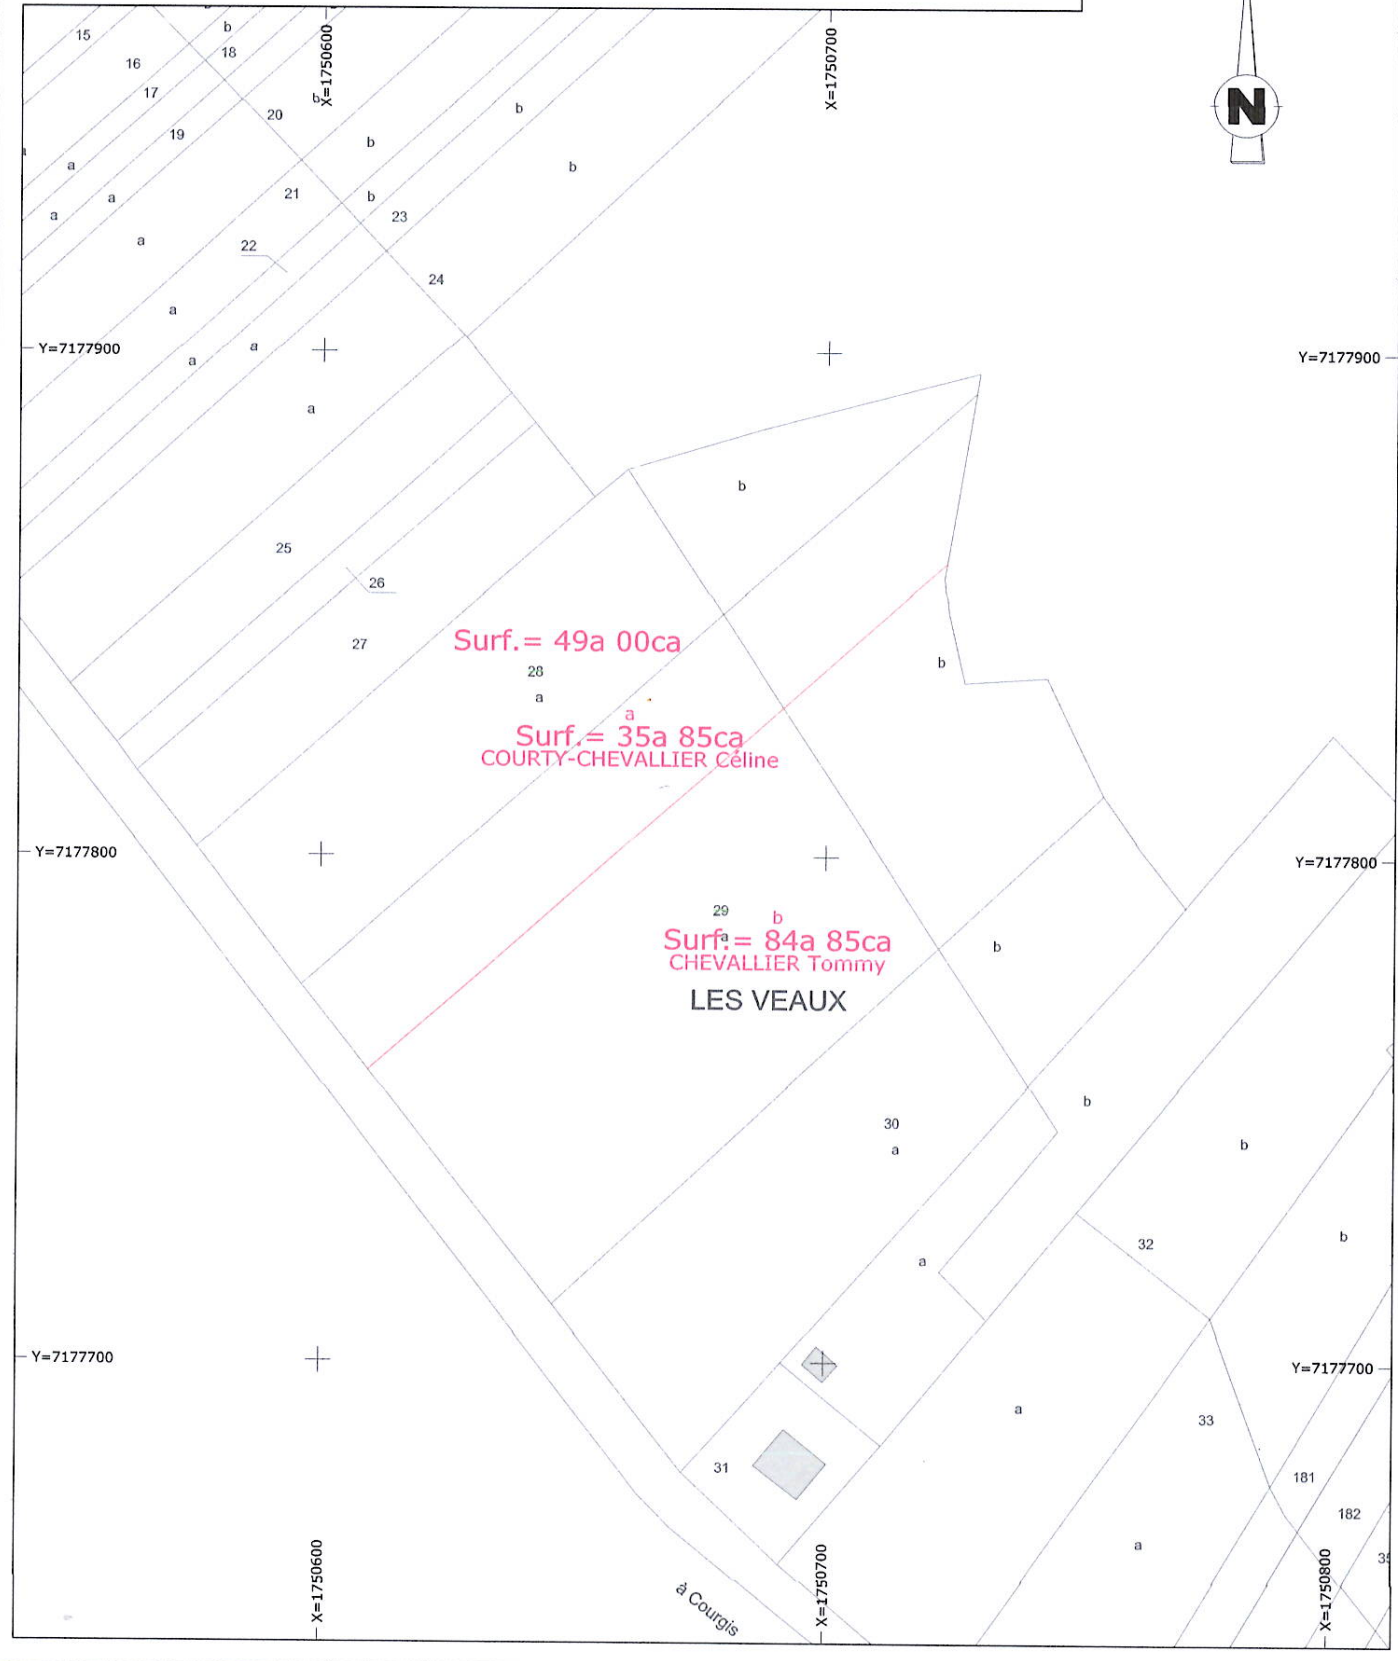 X=1750600
X=1750700
N
15
b
18
16
17
20
b
b
19
b
b
a
a
21
b
a
23
a
22
24
a
Y=7177900
a
a
Y=7177900
a
b
25
26
27
Surf.= 49a 00ca
28
a
b
a
Surf.= 35a 85ca
COURTY-CHEVALLIER Céline
Y=7177800
Y=7177800
29
b
a
Surf.= 84a 85ca
CHEVALLIER Tommy
LES VEAUX
b
30
a
b
b
32
b
a
Y=7177700
Y=7177700
a
33
31
181
182
a
X=1750600
X=1750700
X=1750800
à Courgis